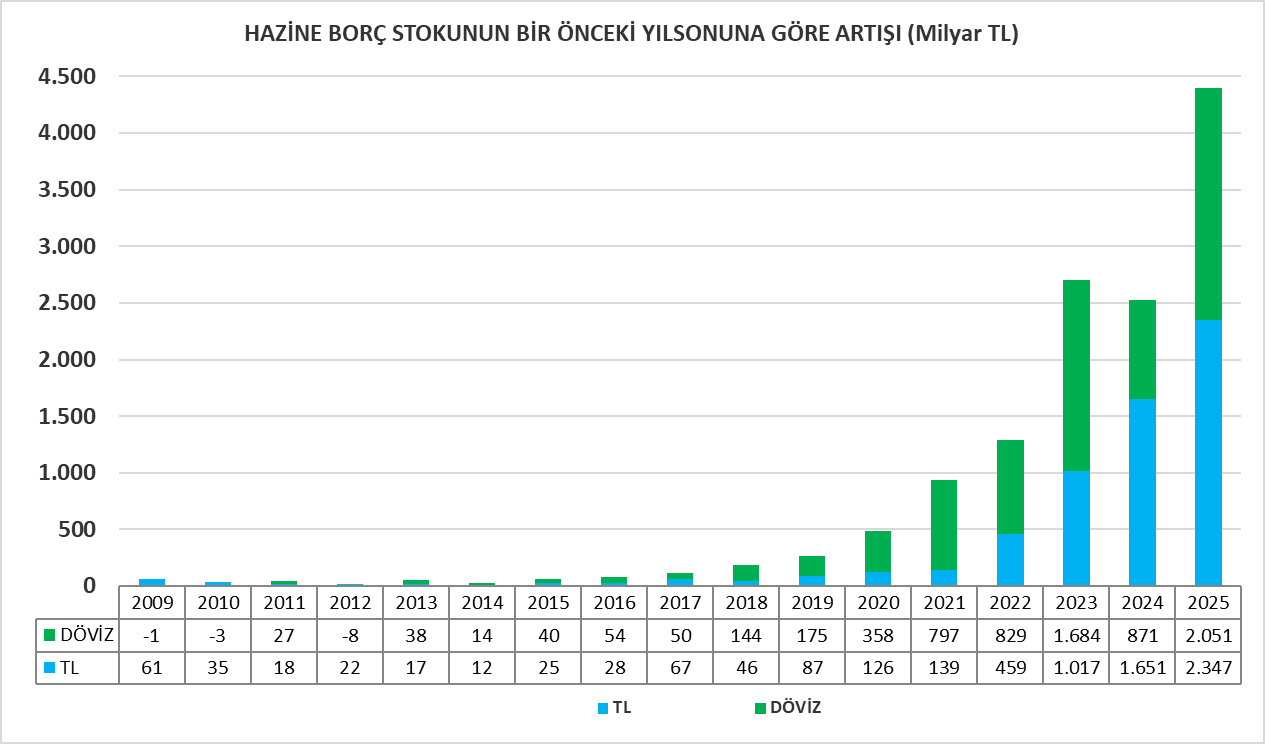 HAZİNE BORÇ STOKUNUN BİR ÖNCEKİ YILSONUNA GÖRE ARTIŞI (Milyar TL)
4.500
4.000
3.500
3.000
2.500
2.000
1.500
1.000
500
0
2009 2010 2011 2012 2013 2014 2015 2016 2017 2018 2019 2020 2021 2022 2023 2024 2025
DÖVİZ -1 -3 27 -8 38 14 40 54 50 144 175 358 797 829 1.684 871 2.051
TL 61 35 18 22 17 12 25 28 67 46 87 126 139 459 1.017 1.651 2.347
TL DÖVİZ